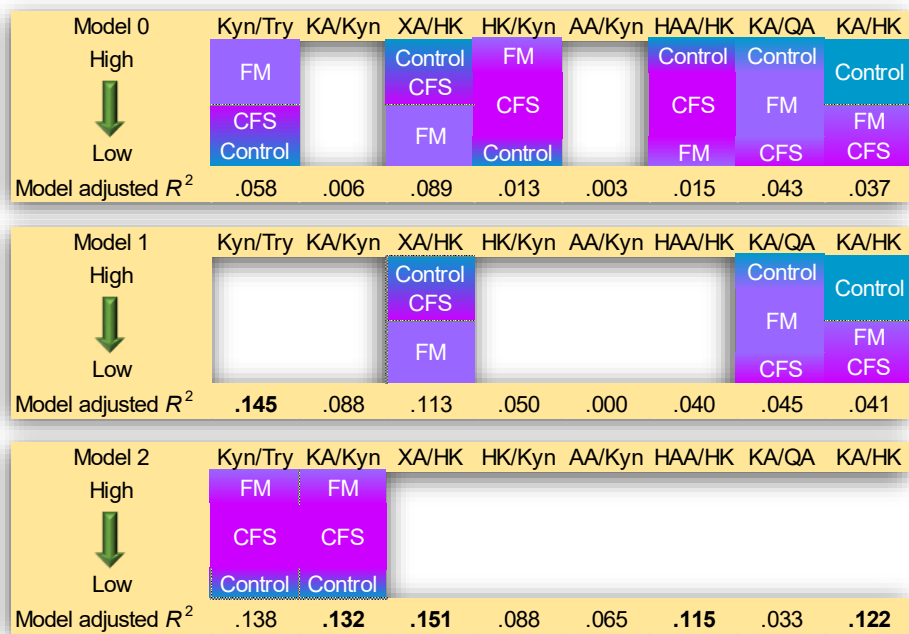 Model 0 Kyn/Try KA/Kyn XA/HK HK/Kyn AA/Kyn HAA/HK KA/QA KA/HK
High FM Control CFS FM Control Control Control
CFS CFS FM
Low CFS Control FM Control FM CFS FM CFS
Model adjusted R² .058 .006 .089 .013 .003 .015 .043 .037
Model 1 Kyn/Try KA/Kyn XA/HK HK/Kyn AA/Kyn HAA/HK KA/QA KA/HK
High Control CFS Control Control
FM
Low FM CFS FM CFS
Model adjusted R² .145 .088 .113 .050 .000 .040 .045 .041
Model 2 Kyn/Try KA/Kyn XA/HK HK/Kyn AA/Kyn HAA/HK KA/QA KA/HK
High FM FM
CFS CFS
Low Control Control
Model adjusted R² .138 .132 .151 .088 .065 .115 .033 .122